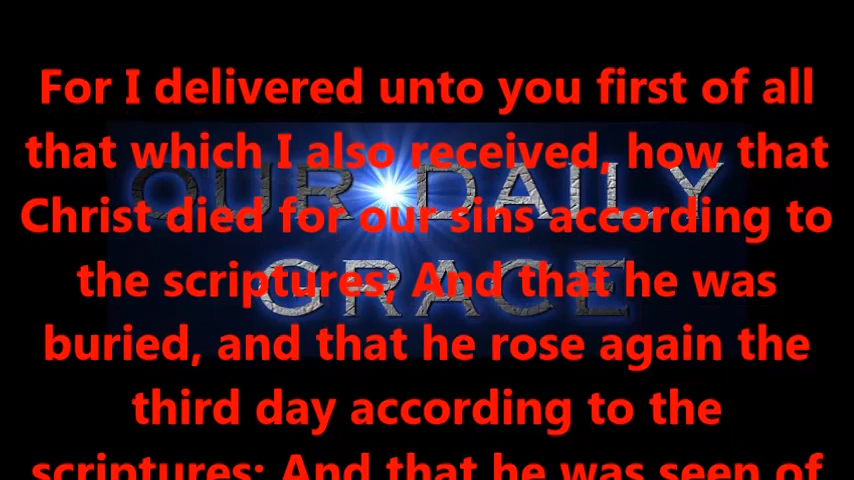 For I delivered unto you first of all
that which I also received, how that
OUR DAILY
Christ died for our sins according to
the scriptures; And that he was
GRACE
buried, and that he rose again the
third day according to the
scriptures; And that he was seen of